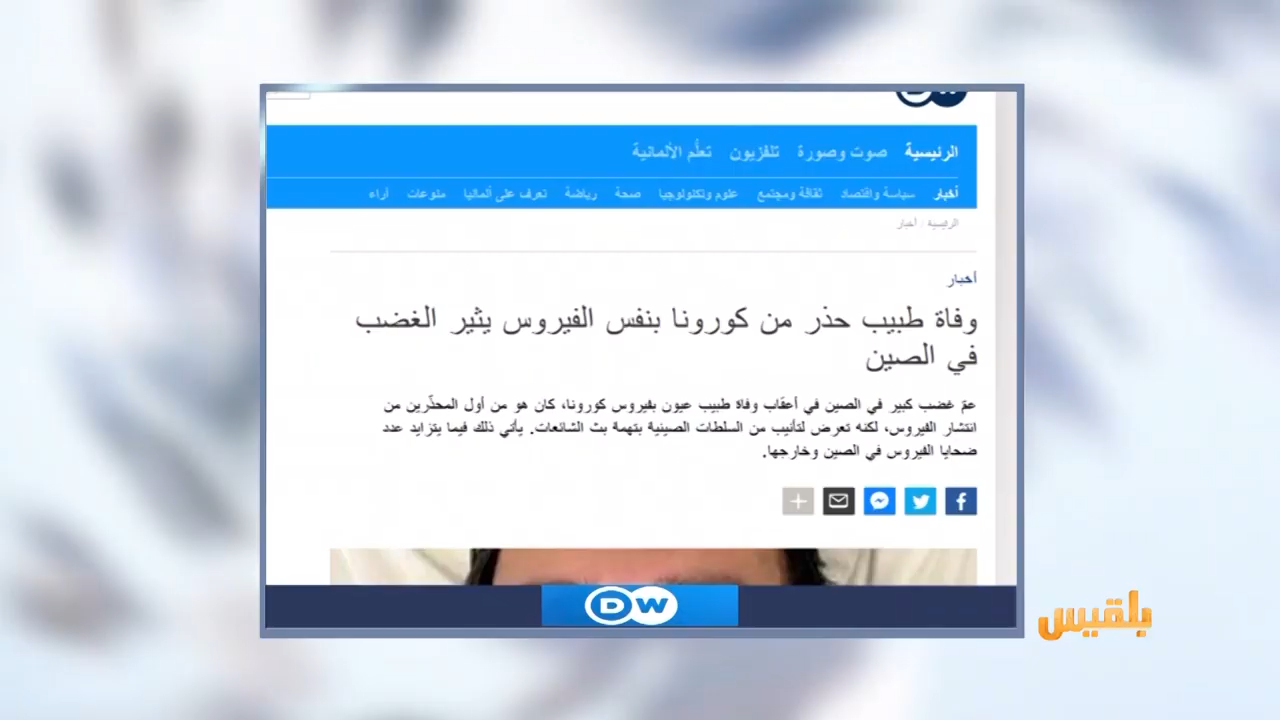 DW
الرئيسية صوت وصورة تلفزيون تعلُّم الألمانية
أخبار سياسة واقتصاد ثقافة ومجتمع علوم وتكنولوجيا صحة رياضة تعرف على ألمانيا منوعات آراء
الرئيسية / أخبار
أخبار
وفاة طبيب حذر من كورونا بنفس الفيروس يثير الغضب
في الصين
عمّ غضب كبير في الصين في أعقاب وفاة طبيب عيون بفيروس كورونا، كان هو من أول المحذّرين من
انتشار الفيروس، لكنه تعرض لتأنيب من السلطات الصينية بتهمة بث الشائعات. يأتي ذلك فيما يتزايد عدد
ضحايا الفيروس في الصين وخارجها.
DW
بلقيس